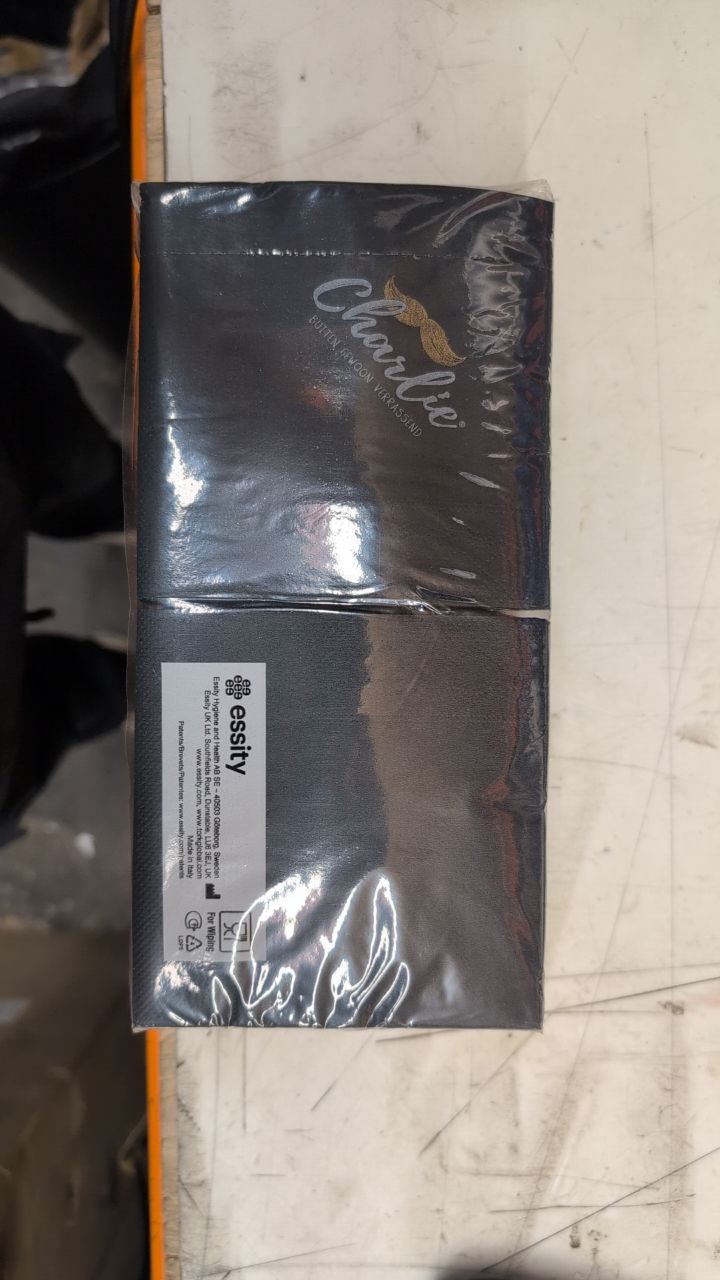 Charlie®
BUITEN GEWOON VERRASSEND
essity
Essity Hygiene and Health AB SE – 40503 Göteborg, Sweden
Essity UK Ltd. Southfields Road, Dunstable, LU6 3EJ, UK
www.essity.com, www.torkglobal.com
Made in Italy
Patents/Brevets/Patentes: www.essity.com/patents
For Wiping
LDPE